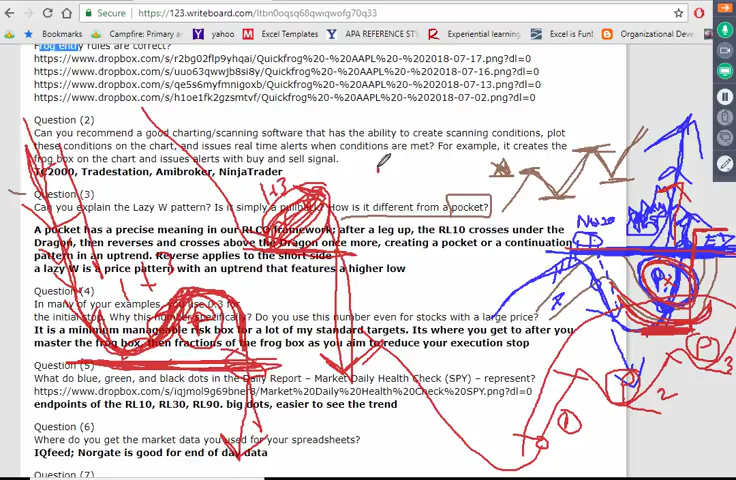 Secure | https://123.writeboard.com/ltbn0oqsq68qwiqwofg70q33
Bookmarks
Campfire: Primary a
yahoo
Excel Templates
APA REFERENCE STY
Experiential learning
Excel is Fun!
Organizational Deve
Frog entry rules are correct?
https://www.dropbox.com/s/r2bg02flp9yhqai/Quickfrog%20-%20AAPL%20-%202018-07-17.png?dl=0
https://www.dropbox.com/s/uuo63qwwjb8si8y/Quickfrog%20-%20AAPL%20-%202018-07-16.png?dl=0
https://www.dropbox.com/s/qe5s6myfmnigoxb/Quickfrog%20-%20AAPL%20-%202018-07-13.png?dl=0
https://www.dropbox.com/s/h1oe1fk2gzsmtvf/Quickfrog%20-%20AAPL%20-%202018-07-02.png?dl=0
Question (2)
Can you recommend a good charting/scanning software that has the ability to create scanning conditions, plot
these conditions on the chart, and issues real time alerts when conditions are met? For example, it creates the
frog box on the chart and issues alerts with buy and sell signal.
TC2000, Tradestation, Amibroker, NinjaTrader
Question (3)
1+3
Can you explain the Lazy W pattern? Is it simply a pullback? How is it different from a pocket?
A pocket has a precise meaning in our RLCO framework; after a leg up, the RL10 crosses under the
Dragon, then reverses and crosses above the Dragon once more, creating a pocket or a continuation
pattern in an uptrend. Reverse applies to the short side
a lazy W is a price pattern with an uptrend that features a higher low
1+3
Question (4)
In many of your examples, you use 0.3 for
the initial stop. Why this number specifically? Do you use this number even for stocks with a large price?
It is a minimum manageable risk box for a lot of my standard targets. Its where you get to after you
master the frog box, then fractions of the frog box as you aim to reduce your execution stop
Question (5)
What do blue, green, and black dots in the Daily Report – Market Daily Health Check (SPY) – represent?
https://www.dropbox.com/s/iqjmol9g69bner8/Market%20Daily%20Health%20Check%20SPY.png?dl=0
endpoints of the RL10, RL30, RL90. big dots, easier to see the trend
1
2
3
Question (6)
Where do you get the market data you used for your spreadsheets?
IQfeed; Norgate is good for end of day data
Question (7)